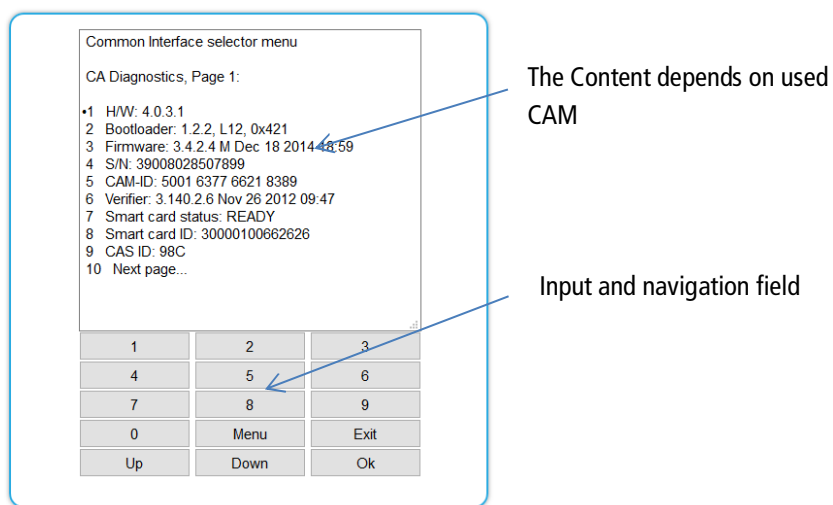 Common Interface selector menu
CA Diagnostics, Page 1:
•1 H/W: 4.0.3.1
2 Bootloader: 1.2.2, L12, 0x421
3 Firmware: 3.4.2.4 M Dec 18 2014 18:59
4 S/N: 39008028507899
5 CAM-ID: 5001 6377 6621 8389
6 Verifier: 3.140.2.6 Nov 26 2012 09:47
7 Smart card status: READY
8 Smart card ID: 30000100662626
9 CAS ID: 98C
10 Next page...
The Content depends on used
CAM
Input and navigation field
1 2 3
4 5 6
7 8 9
0 Menu Exit
Up Down Ok